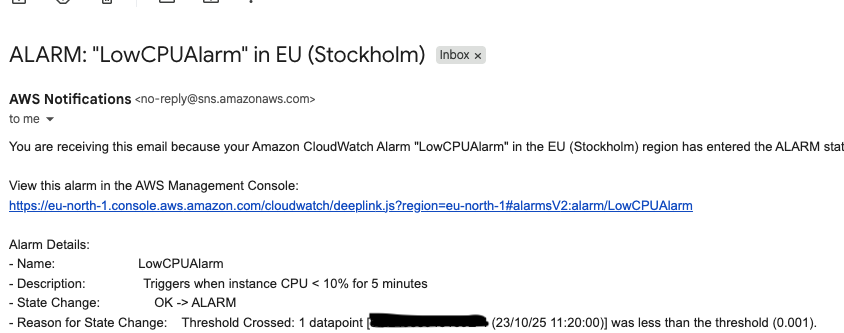 ALARM: "LowCPUAlarm" in EU (Stockholm) Inbox ×
AWS Notifications <no-reply@sns.amazonaws.com>
to me
You are receiving this email because your Amazon CloudWatch Alarm "LowCPUAlarm" in the EU (Stockholm) region has entered the ALARM stat
View this alarm in the AWS Management Console:
https://eu-north-1.console.aws.amazon.com/cloudwatch/deeplink.js?region=eu-north-1#alarmsV2:alarm/LowCPUAlarm
Alarm Details:
- Name: LowCPUAlarm
- Description: Triggers when instance CPU < 10% for 5 minutes
- State Change: OK -> ALARM
- Reason for State Change: Threshold Crossed: 1 datapoint [ (23/10/25 11:20:00)] was less than the threshold (0.001).